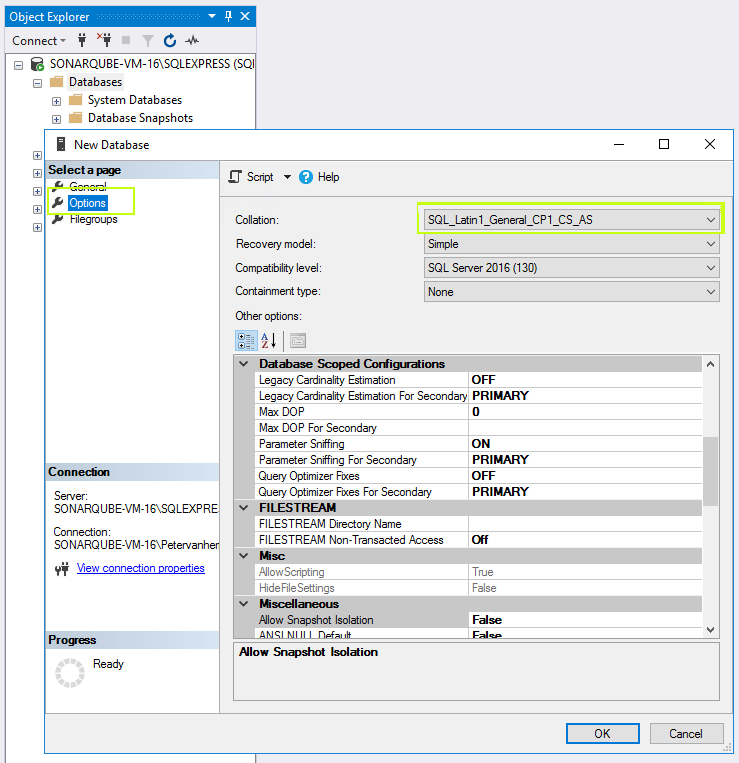 Object Explorer
Connect
SONARQUBE-VM-16\SQLEXPRESS (SQl
Databases
System Databases
Database Snapshots
New Database
Select a page
General
Options
Filegroups
Script
Help
Collation:
SQL_Latin1_General_CP1_CS_AS
Recovery model:
Simple
Compatibility level:
SQL Server 2016 (130)
Containment type:
None
Other options:
Database Scoped Configurations
Legacy Cardinality Estimation OFF
Legacy Cardinality Estimation For Secondary PRIMARY
Max DOP 0
Max DOP For Secondary
Parameter Sniffing ON
Parameter Sniffing For Secondary PRIMARY
Query Optimizer Fixes OFF
Query Optimizer Fixes For Secondary PRIMARY
FILESTREAM
FILESTREAM Directory Name
FILESTREAM Non-Transacted Access Off
Misc
AllowScripting True
HideFileSettings False
Miscellaneous
Allow Snapshot Isolation False
ANSI NULL Default False
Allow Snapshot Isolation
Connection
Server:
SONARQUBE-VM-16\SQLEXPRES
Connection:
SONARQUBE-VM-16\Petervanhem
View connection properties
Progress
Ready
OK
Cancel